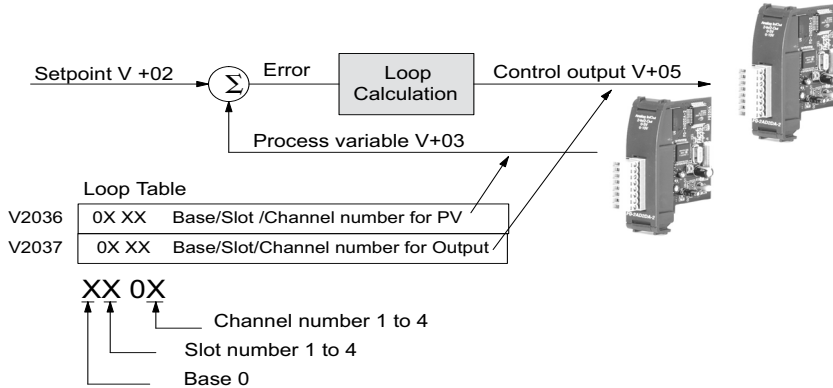 Setpoint V +02
Σ
Error
Loop
Calculation
Control output V+05
Process variable V+03
Loop Table
V2036 0X XX Base/Slot /Channel number for PV
V2037 0X XX Base/Slot/Channel number for Output
XX 0X
Channel number 1 to 4
Slot number 1 to 4
Base 0